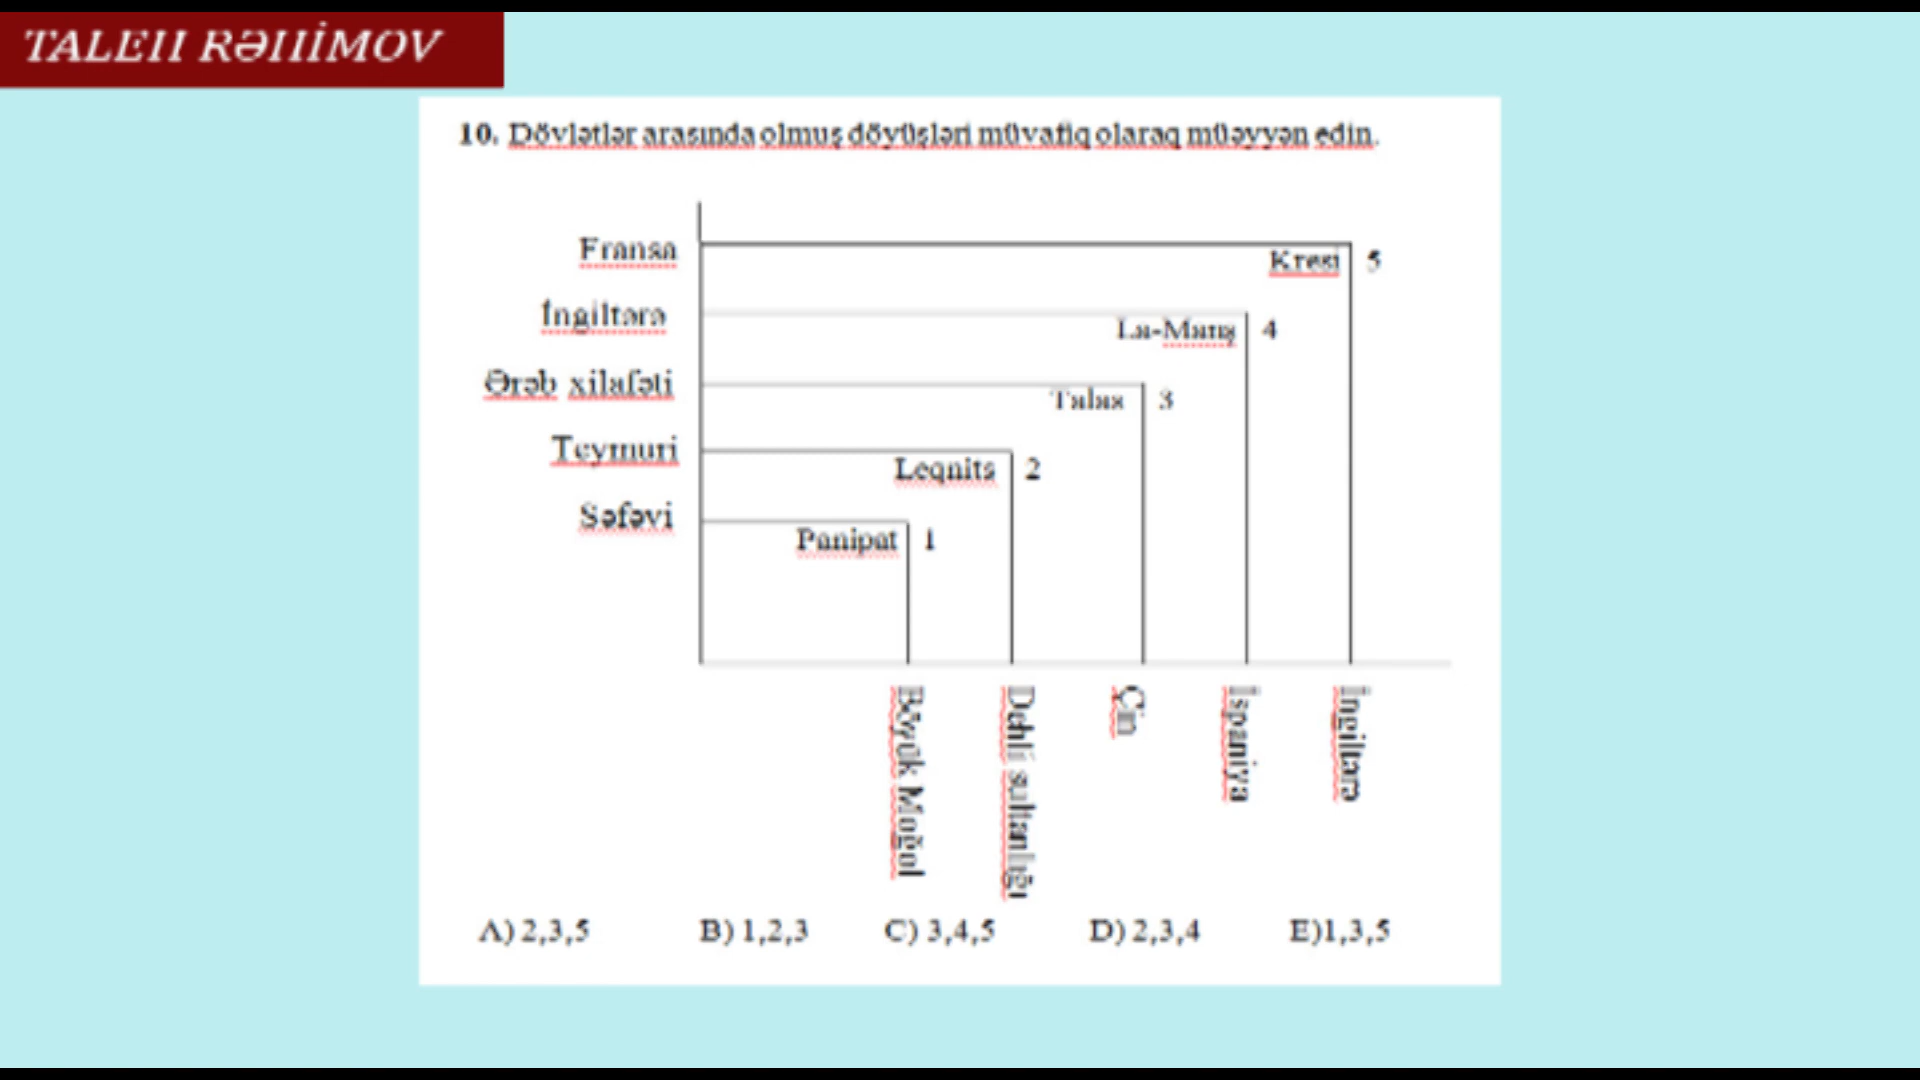 TALEH RƏHİMOV
10. Dövlətlər arasında olmuş döyüşləri müvafiq olaraq müəyyən edin.
Fransa
Kresi 5
İngiltərə
La-Manş 4
Ərəb xilafəti
Talas 3
Teymuri
Leqnits 2
Səfəvi
Panipat 1
Böyük Moğol
Dehli sultanlığı
Çin
İspaniya
İngiltərə
A) 2,3,5 B) 1,2,3 C) 3,4,5 D) 2,3,4 E)1,3,5